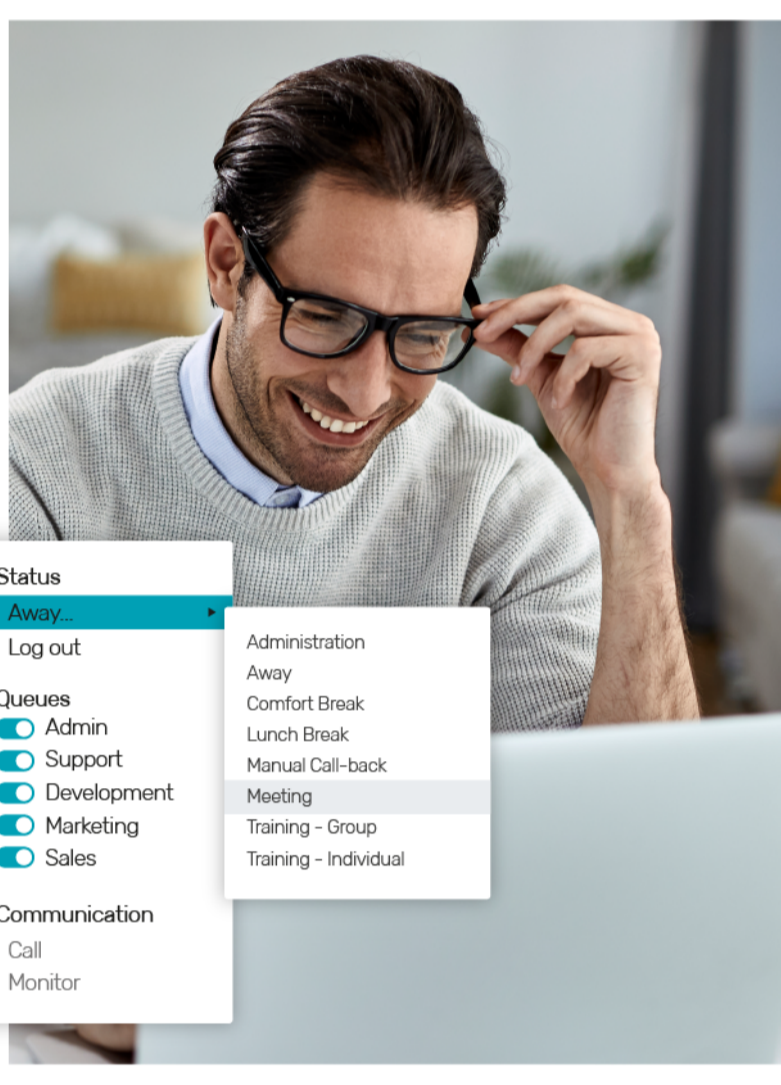 Status
Away...
Log out
Queues
Admin
Support
Development
Marketing
Sales
Communication
Call
Monitor
Administration
Away
Comfort Break
Lunch Break
Manual Call-back
Meeting
Training - Group
Training - Individual